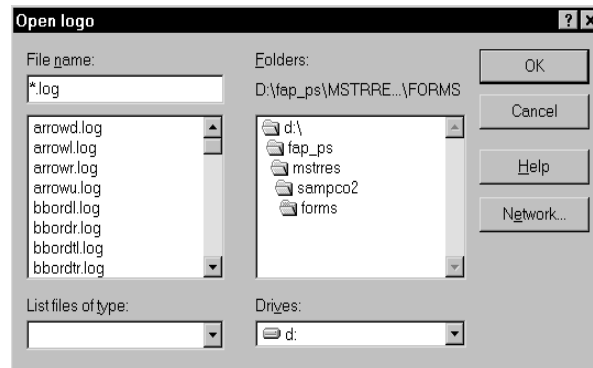 Open logo
File name:
*.log
arrowd.log
arrowl.log
arrowr.log
arrowu.log
bbordl.log
bbordr.log
bbordtl.log
bbordtr.log
List files of type:
Folders:
D:\fap_ps\MSTRRE...\FORMS
d:\
fap_ps
mstrres
sampco2
forms
Drives:
d:
OK
Cancel
Help
Network...